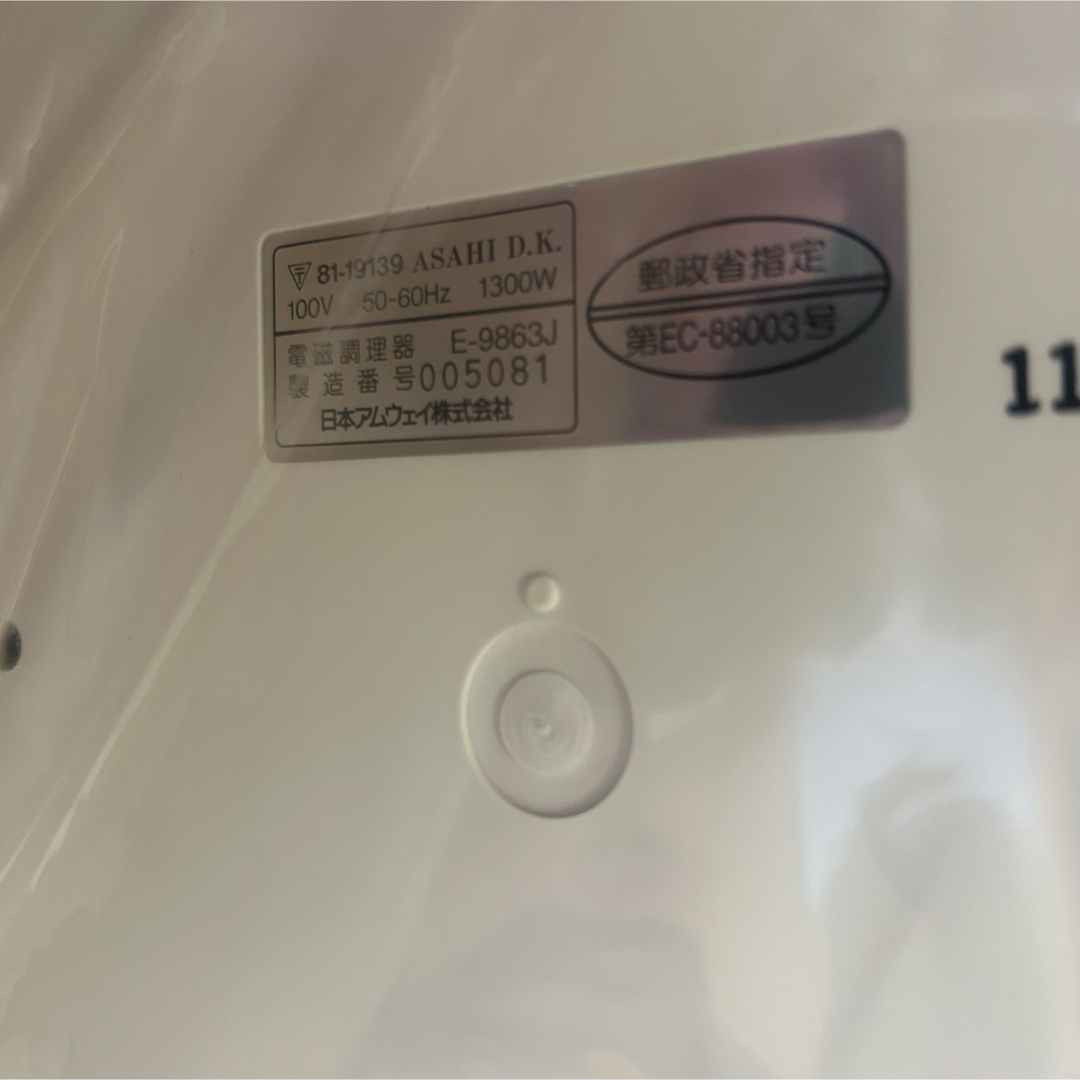 81-19139 ASAHI D.K.
100V 50-60Hz 1300W
電磁調理器 E-9863J
製造番号005081
日本アムウェイ株式会社
郵政省指定
第EC-88003号
11